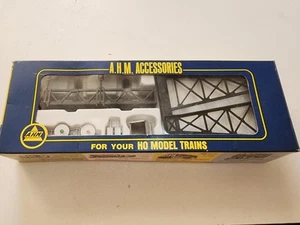 A.H.M. ACCESSORIES
AHM
FOR YOUR HO MODEL TRAINS